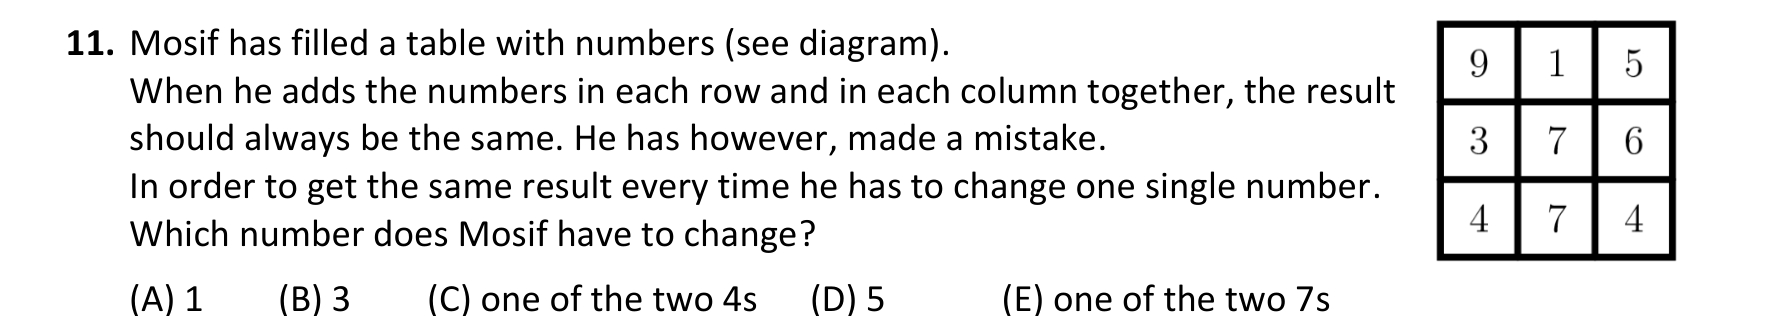 11. Mosif has filled a table with numbers (see diagram).
When he adds the numbers in each row and in each column together, the result
should always be the same. He has however, made a mistake.
In order to get the same result every time he has to change one single number.
Which number does Mosif have to change?
(A) 1 (B) 3 (C) one of the two 4s (D) 5 (E) one of the two 7s
9 1 5
3 7 6
4 7 4